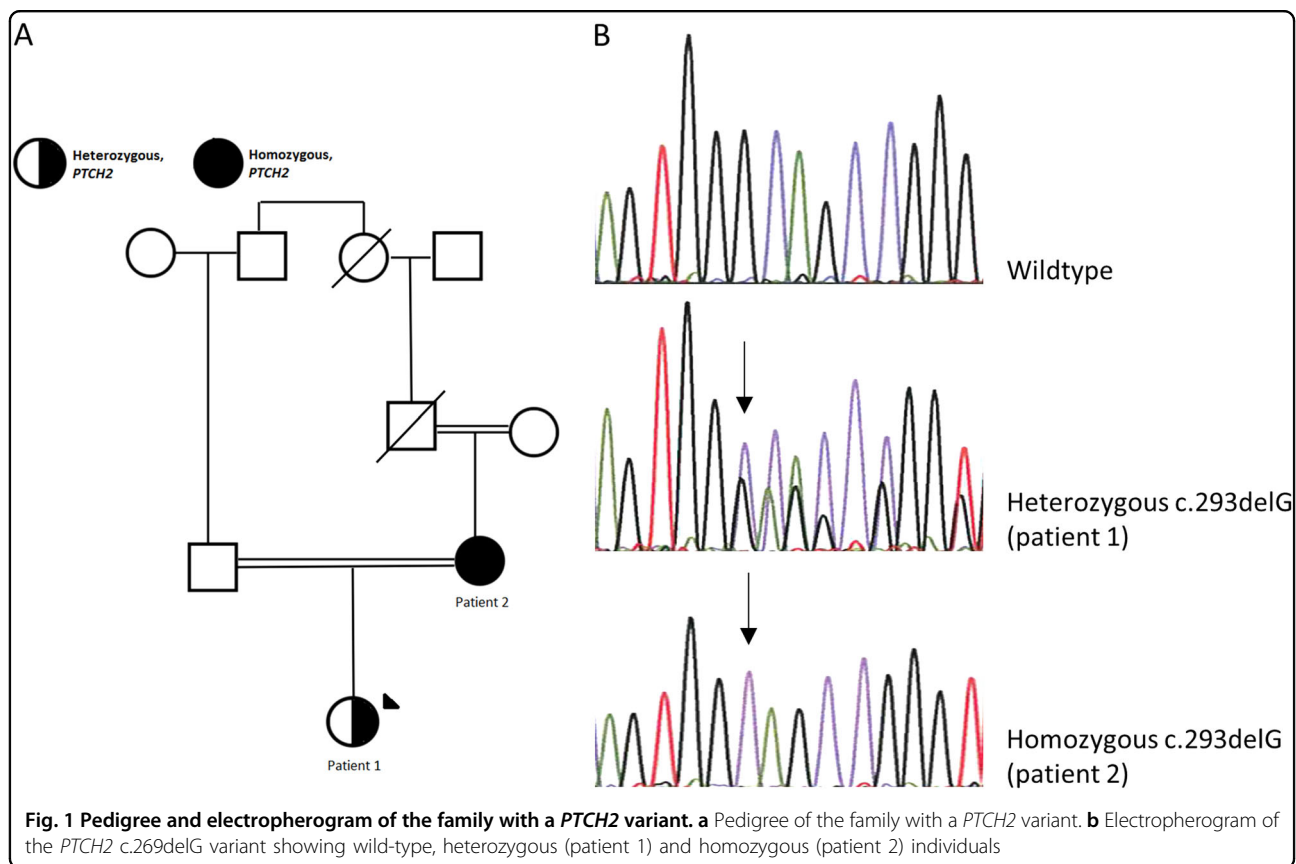 A
Heterozygous,
PTCH2
Homozygous,
PTCH2
Patient 2
Patient 1
B
Wildtype
Heterozygous c.293delG
(patient 1)
Homozygous c.293delG
(patient 2)
Fig. 1 Pedigree and electropherogram of the family with a PTCH2 variant. a Pedigree of the family with a PTCH2 variant. b Electropherogram of
the PTCH2 c.269delG variant showing wild-type, heterozygous (patient 1) and homozygous (patient 2) individuals